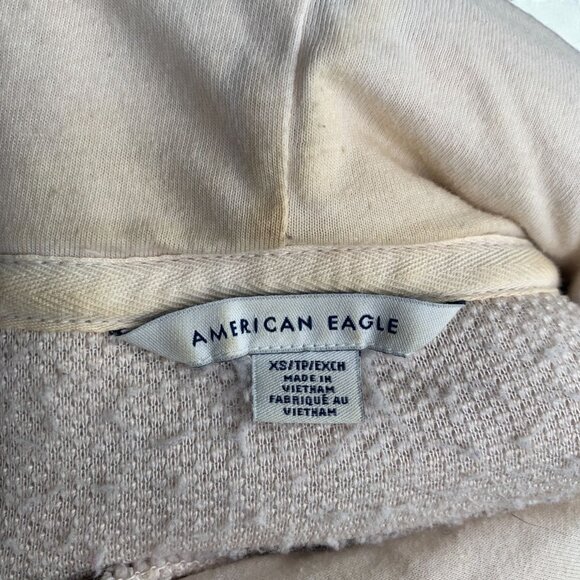 AMERICAN EAGLE
XS/TP/EXCH
MADE IN
VIETNAM
FABRIQUÉ AU
VIETNAM